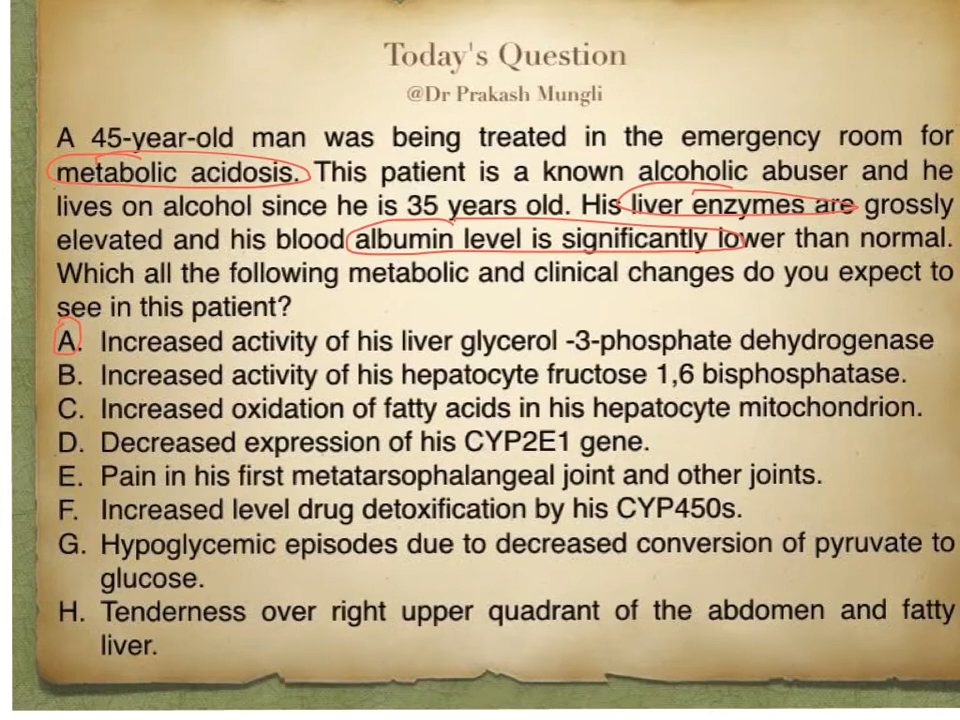 Today's Question
@Dr Prakash Mungli
A 45-year-old man was being treated in the emergency room for
metabolic acidosis. This patient is a known alcoholic abuser and he
lives on alcohol since he is 35 years old. His liver enzymes are grossly
elevated and his blood albumin level is significantly lower than normal.
Which all the following metabolic and clinical changes do you expect to
see in this patient?
A. Increased activity of his liver glycerol -3-phosphate dehydrogenase
B. Increased activity of his hepatocyte fructose 1,6 bisphosphatase.
C. Increased oxidation of fatty acids in his hepatocyte mitochondrion.
D. Decreased expression of his CYP2E1 gene.
E. Pain in his first metatarsophalangeal joint and other joints.
F. Increased level drug detoxification by his CYP450s.
G. Hypoglycemic episodes due to decreased conversion of pyruvate to
glucose.
H. Tenderness over right upper quadrant of the abdomen and fatty
liver.